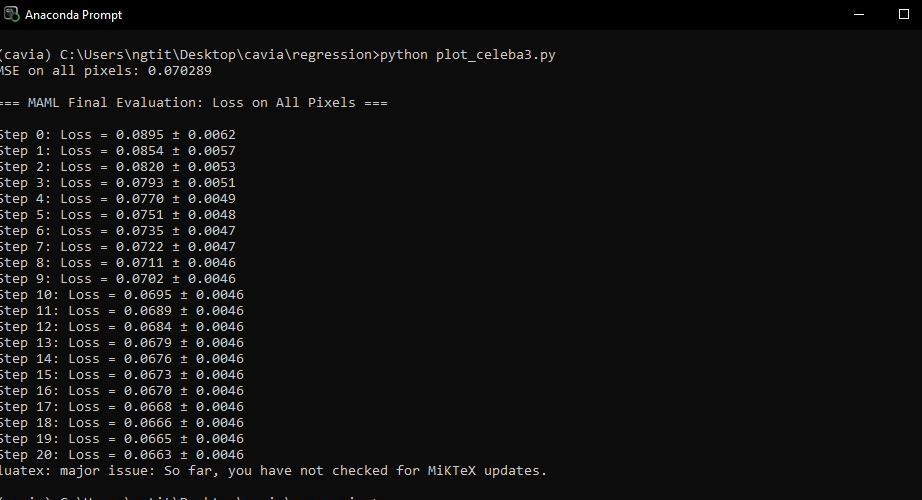 Anaconda Prompt
(cavia) C:\Users\ngtit\Desktop\cavia\regression>python plot_celeba3.py
MSE on all pixels: 0.070289
=== MAML Final Evaluation: Loss on All Pixels ===
Step 0: Loss = 0.0895 ± 0.0062
Step 1: Loss = 0.0854 ± 0.0057
Step 2: Loss = 0.0820 ± 0.0053
Step 3: Loss = 0.0793 ± 0.0051
Step 4: Loss = 0.0770 ± 0.0049
Step 5: Loss = 0.0751 ± 0.0048
Step 6: Loss = 0.0735 ± 0.0047
Step 7: Loss = 0.0722 ± 0.0047
Step 8: Loss = 0.0711 ± 0.0046
Step 9: Loss = 0.0702 ± 0.0046
Step 10: Loss = 0.0695 ± 0.0046
Step 11: Loss = 0.0689 ± 0.0046
Step 12: Loss = 0.0684 ± 0.0046
Step 13: Loss = 0.0679 ± 0.0046
Step 14: Loss = 0.0676 ± 0.0046
Step 15: Loss = 0.0673 ± 0.0046
Step 16: Loss = 0.0670 ± 0.0046
Step 17: Loss = 0.0668 ± 0.0046
Step 18: Loss = 0.0666 ± 0.0046
Step 19: Loss = 0.0665 ± 0.0046
Step 20: Loss = 0.0663 ± 0.0046
luatex: major issue: So far, you have not checked for MiKTeX updates.